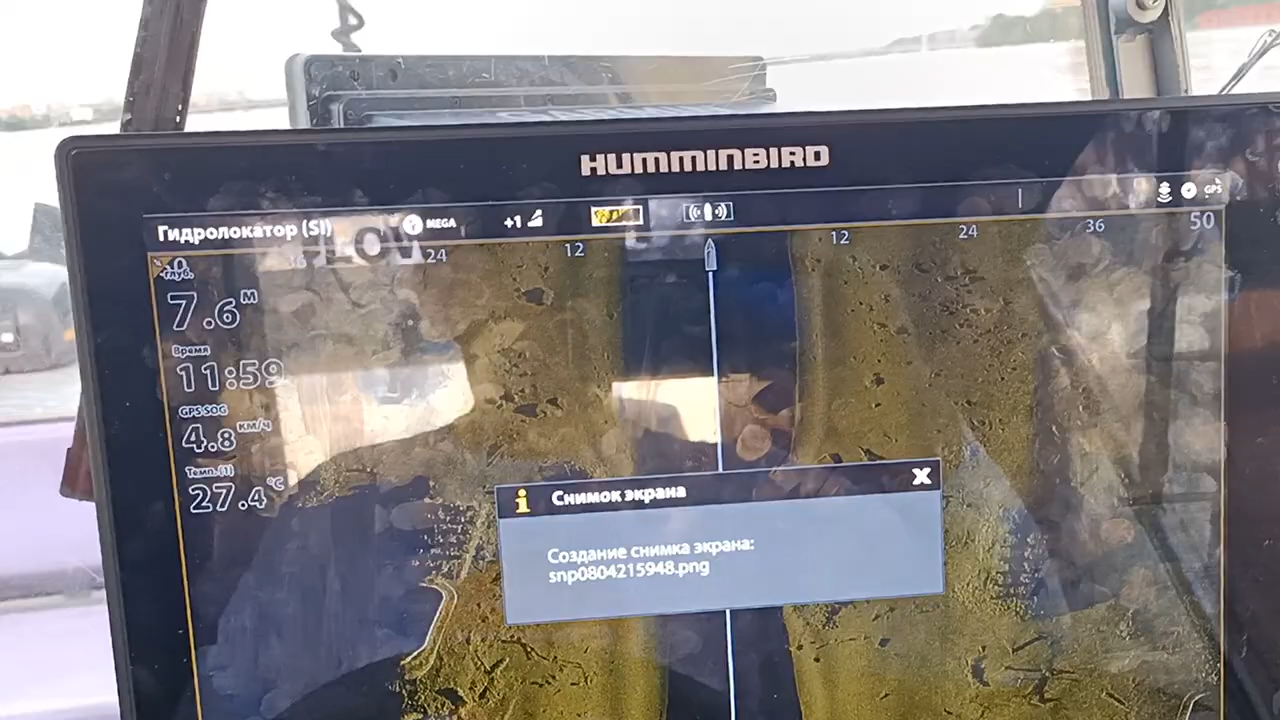 HUMMINBIRD
Гидролокатор (SI)
MEGA
+1
GPS
36
24
12
12
24
36
50
Глуб.
7.6 м
Время
11:59
GPS SOG
4.8 км/ч
Темп.(1)
27.4 °C
Снимок экрана
Создание снимка экрана:
snp0804215948.png